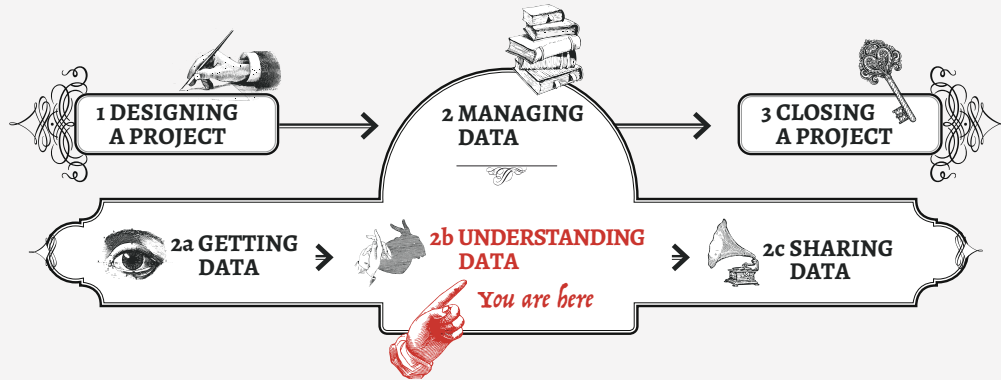 1 DESIGNING
A PROJECT
2 MANAGING
DATA
3 CLOSING
A PROJECT
2a GETTING
DATA
2b UNDERSTANDING
DATA
You are here
2c SHARING
DATA